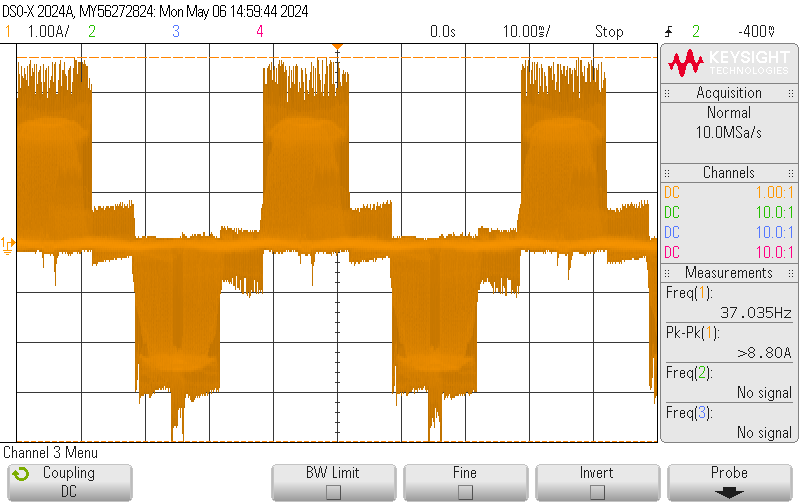 DSO-X 2024A, MY56272824: Mon May 06 14:59:44 2024
1 1.00A/ 2 3 4 0.0s 10.00ms/ Stop 2 -400mV
KEYSIGHT
TECHNOLOGIES
Acquisition
Normal
10.0MSa/s
Channels
DC 1.00:1
DC 10.0:1
DC 10.0:1
DC 10.0:1
Measurements
Freq(1):
37.035Hz
Pk-Pk(1):
>8.80A
Freq(2):
No signal
Freq(3):
No signal
1
Channel 3 Menu
Coupling
DC
BW Limit
Fine
Invert
Probe